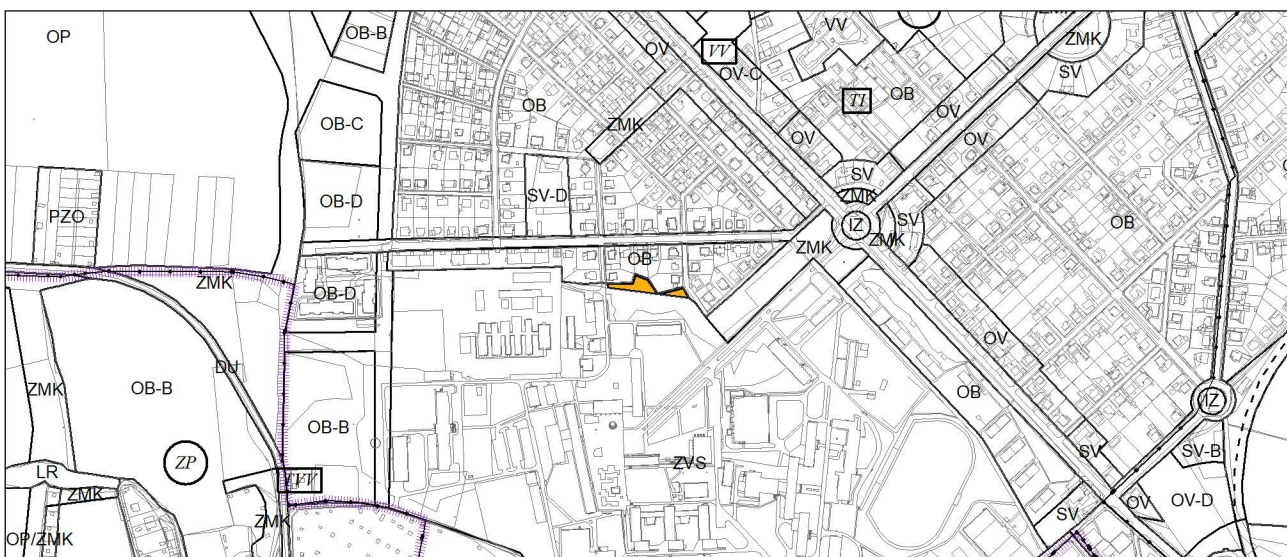 OP
OB-B
OV
VV
VV
OV-C
ZMK
SV
TI
OB
OV
OB
ZMK
OV
OV
OB-C
SV
ZMK
OB-D
SV-D
SV
PZO
IZ
ZMK
ZMK
OB
OB
ZMK
OB-D
OV
DU
ZMK
OB-B
OB-B
OB
IZ
ZP
ZVS
SV
SV-B
LR
ZMK
TVV
OV
OV-D
ZMK
SV
OP/ZMK